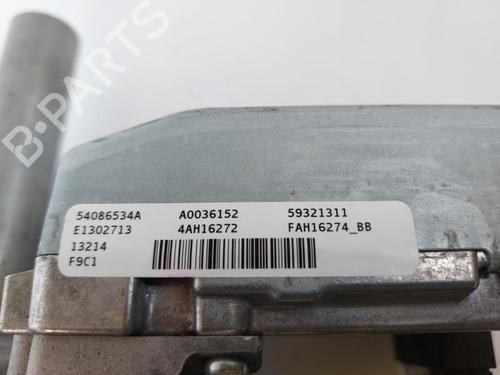 B-PARTS
54086534A A0036152 59321311
E1302713 4AH16272 FAH16274_BB
13214
F9C1